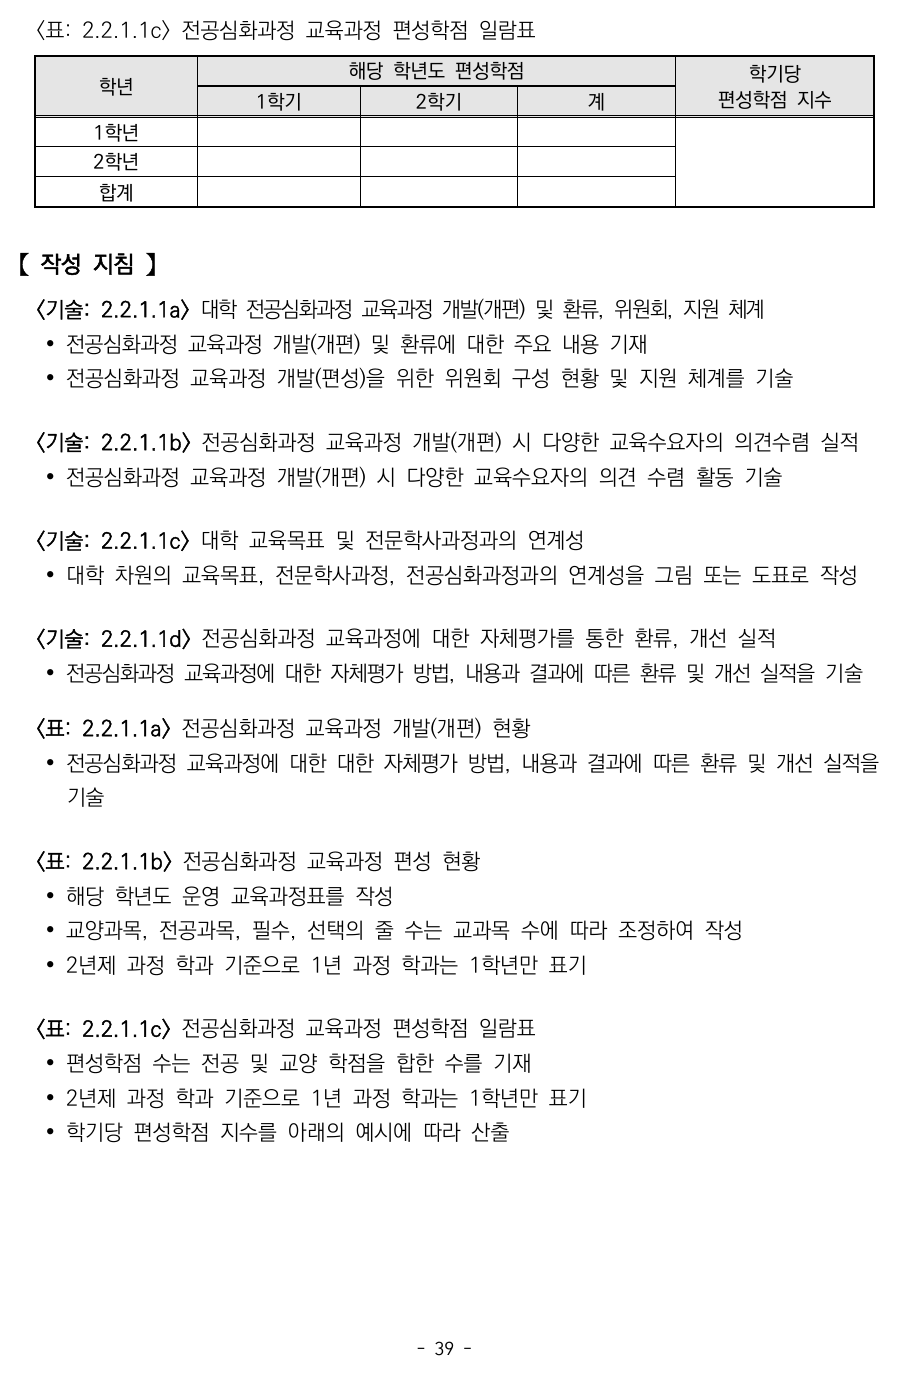 〈표: 2.2.1.1c〉 전공심화과정 교육과정 편성학점 일람표
학년 해당 학년도 편성학점 학기당 편성학점 지수
1학기 2학기 계
1학년
2학년
합계
【 작성 지침 】
〈기술: 2.2.1.1a〉 대학 전공심화과정 교육과정 개발(개편) 및 환류, 위원회, 지원 체계
• 전공심화과정 교육과정 개발(개편) 및 환류에 대한 주요 내용 기재
• 전공심화과정 교육과정 개발(편성)을 위한 위원회 구성 현황 및 지원 체계를 기술
〈기술: 2.2.1.1b〉 전공심화과정 교육과정 개발(개편) 시 다양한 교육수요자의 의견수렴 실적
• 전공심화과정 교육과정 개발(개편) 시 다양한 교육수요자의 의견 수렴 활동 기술
〈기술: 2.2.1.1c〉 대학 교육목표 및 전문학사과정과의 연계성
• 대학 차원의 교육목표, 전문학사과정, 전공심화과정과의 연계성을 그림 또는 도표로 작성
〈기술: 2.2.1.1d〉 전공심화과정 교육과정에 대한 자체평가를 통한 환류, 개선 실적
• 전공심화과정 교육과정에 대한 자체평가 방법, 내용과 결과에 따른 환류 및 개선 실적을 기술
〈표: 2.2.1.1a〉 전공심화과정 교육과정 개발(개편) 현황
• 전공심화과정 교육과정에 대한 대한 자체평가 방법, 내용과 결과에 따른 환류 및 개선 실적을
기술
〈표: 2.2.1.1b〉 전공심화과정 교육과정 편성 현황
• 해당 학년도 운영 교육과정표를 작성
• 교양과목, 전공과목, 필수, 선택의 줄 수는 교과목 수에 따라 조정하여 작성
• 2년제 과정 학과 기준으로 1년 과정 학과는 1학년만 표기
〈표: 2.2.1.1c〉 전공심화과정 교육과정 편성학점 일람표
• 편성학점 수는 전공 및 교양 학점을 합한 수를 기재
• 2년제 과정 학과 기준으로 1년 과정 학과는 1학년만 표기
• 학기당 편성학점 지수를 아래의 예시에 따라 산출
- 39 -